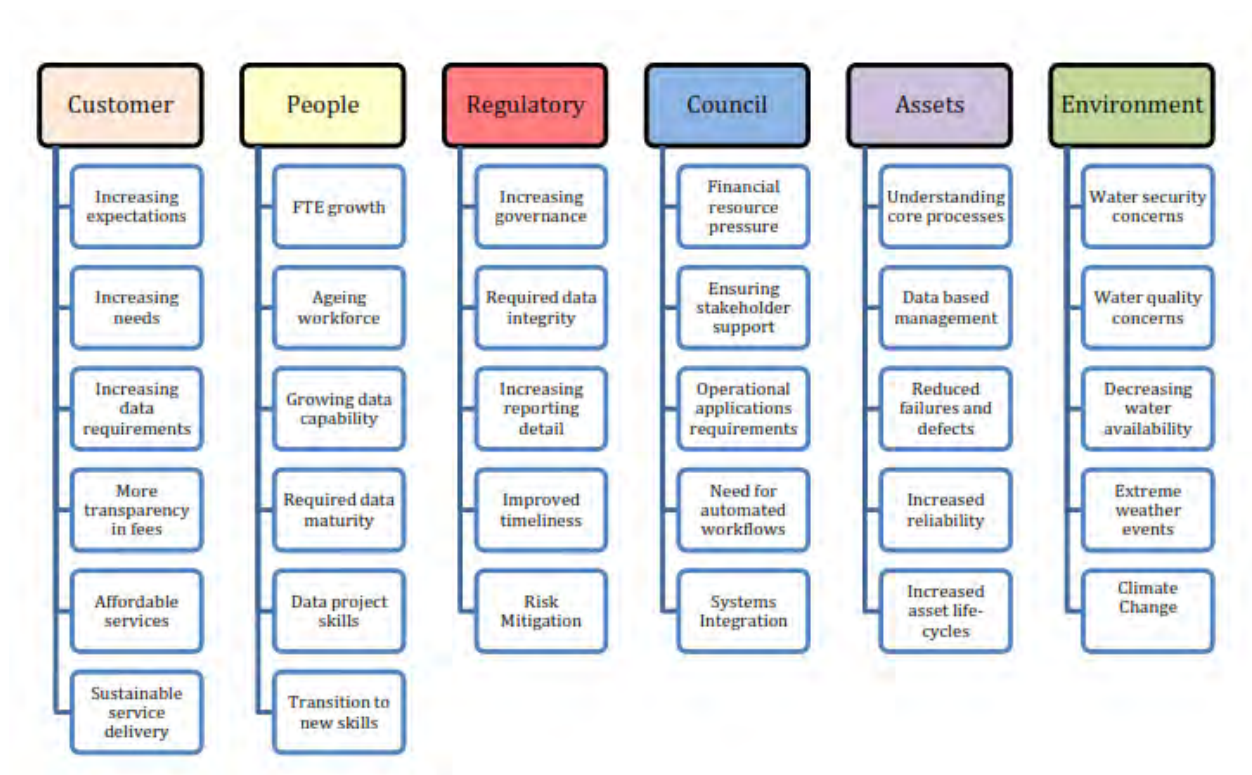 Customer
Increasing
expectations
Increasing
needs
Increasing
data
requirements
More
transparency
in fees
Affordable
services
Sustainable
service
delivery
People
FTE growth
Ageing
workforce
Growing data
capability
Required data
maturity
Data project
skills
Transition to
new skills
Regulatory
Increasing
governance
Required data
integrity
Increasing
reporting
detail
Improved
timeliness
Risk
Mitigation
Council
Financial
resource
pressure
Ensuring
stakeholder
support
Operational
applications
requirements
Need for
automated
workflows
Systems
Integration
Assets
Understanding
core processes
Data based
management
Reduced
failures and
defects
Increased
reliability
Increased
asset life-
cycles
Environment
Water security
concerns
Water quality
concerns
Decreasing
water
availability
Extreme
weather
events
Climate
Change